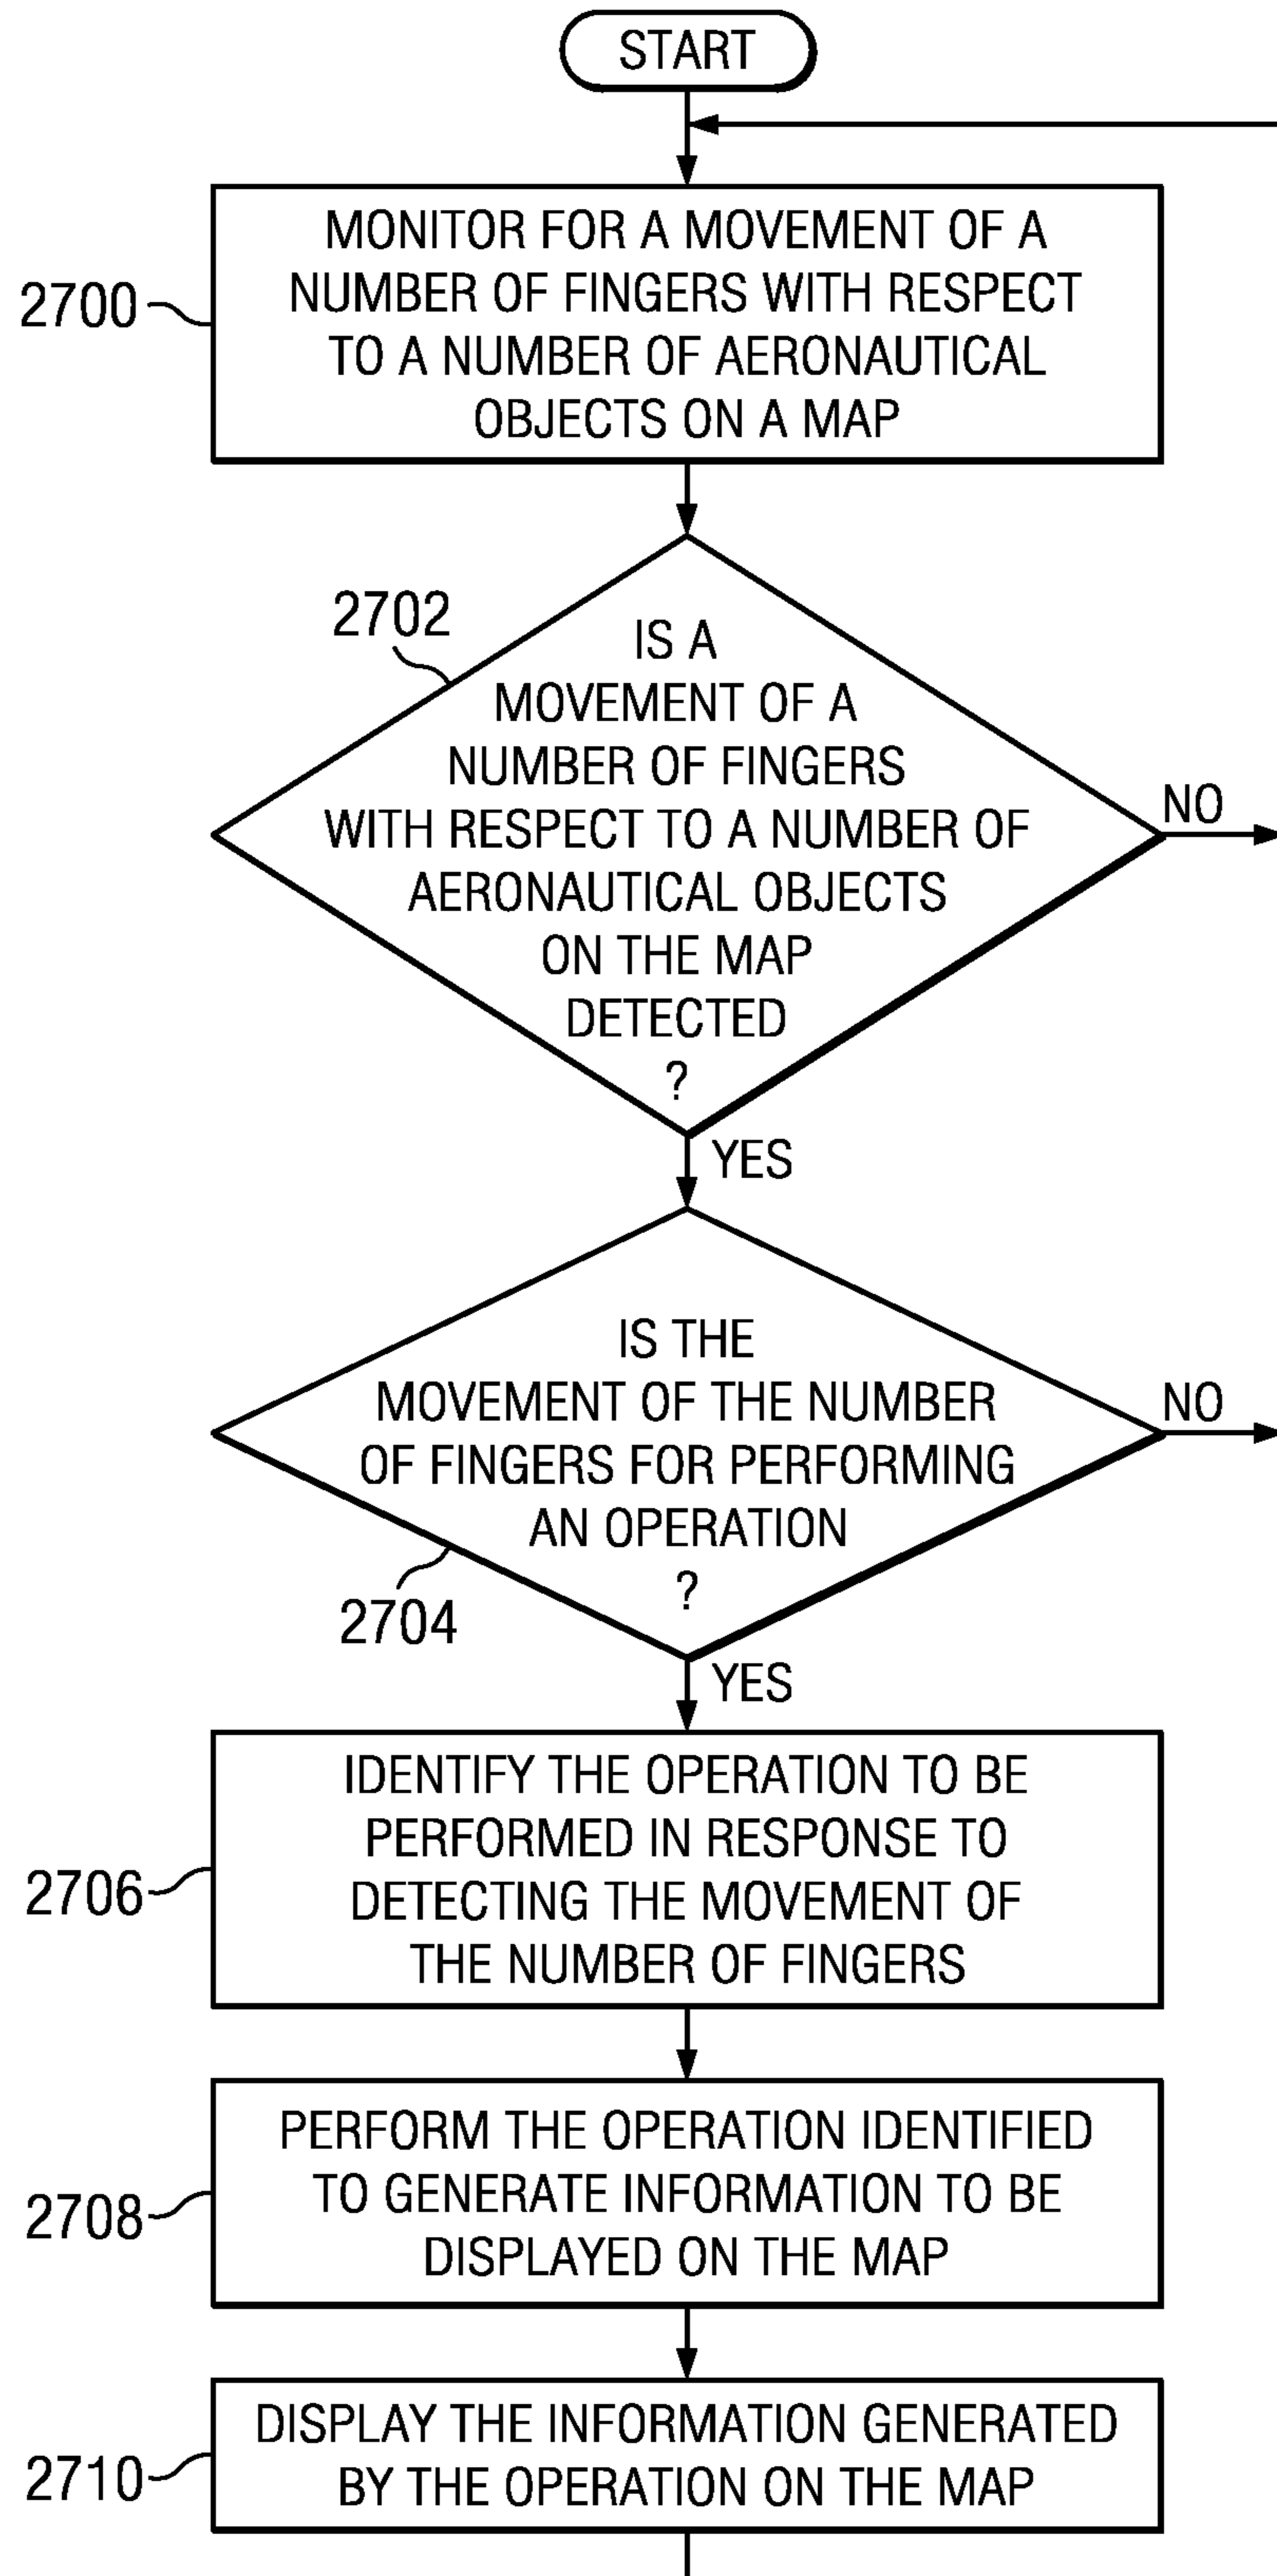 START
MONITOR FOR A MOVEMENT OF A
NUMBER OF FINGERS WITH RESPECT
TO A NUMBER OF AERONAUTICAL
OBJECTS ON A MAP
2700
2702
IS A
MOVEMENT OF A
NUMBER OF FINGERS
WITH RESPECT TO A NUMBER OF
AERONAUTICAL OBJECTS
ON THE MAP
DETECTED
?
NO
YES
IS THE
MOVEMENT OF THE NUMBER
OF FINGERS FOR PERFORMING
AN OPERATION
?
NO
2704
YES
IDENTIFY THE OPERATION TO BE
PERFORMED IN RESPONSE TO
DETECTING THE MOVEMENT OF
THE NUMBER OF FINGERS
2706
PERFORM THE OPERATION IDENTIFIED
TO GENERATE INFORMATION TO BE
DISPLAYED ON THE MAP
2708
DISPLAY THE INFORMATION GENERATED
BY THE OPERATION ON THE MAP
2710